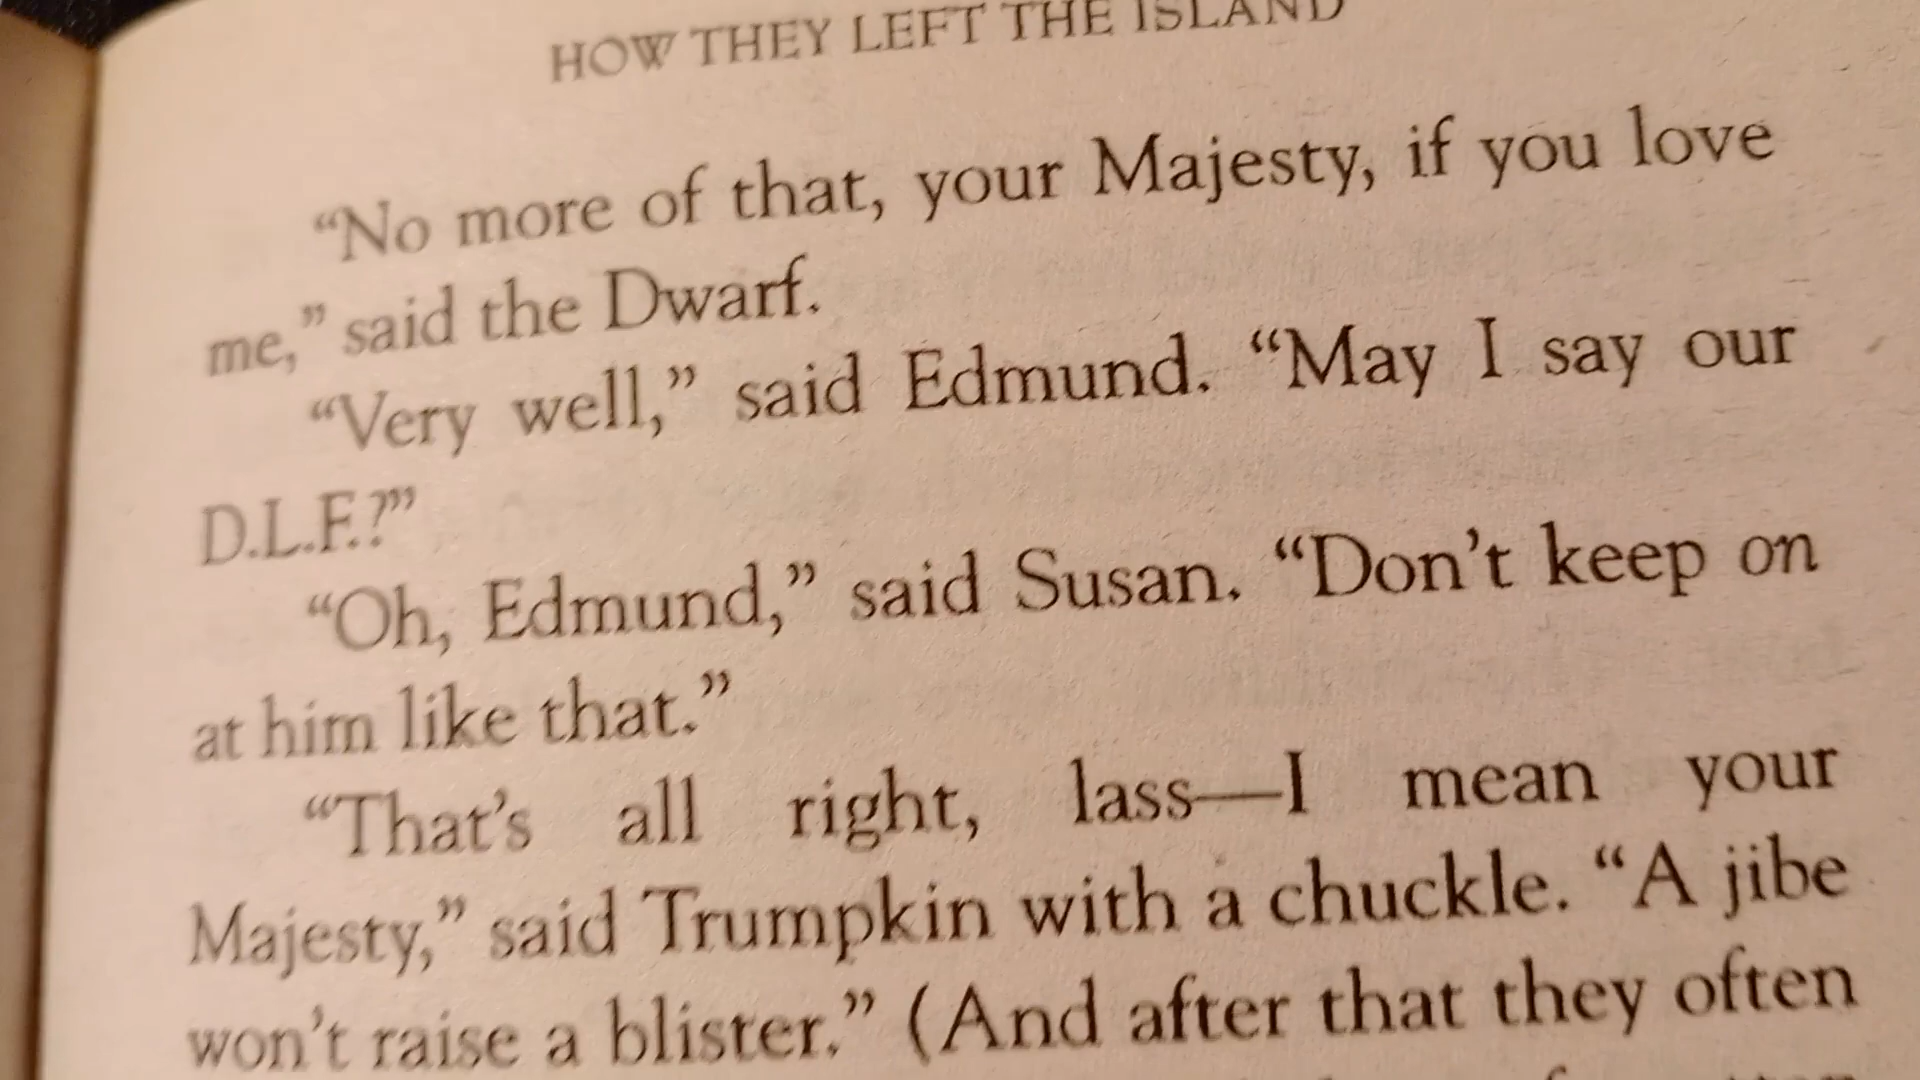 HOW THEY LEFT THE ISLAND
“No more of that, your Majesty, if you love
me,” said the Dwarf.
“Very well,” said Edmund. “May I say our
D.L.F.?”
“Oh, Edmund,” said Susan. “Don’t keep on
at him like that.”
“That’s all right, lass—I mean your
Majesty,” said Trumpkin with a chuckle. “A jibe
won’t raise a blister.” (And after that they often